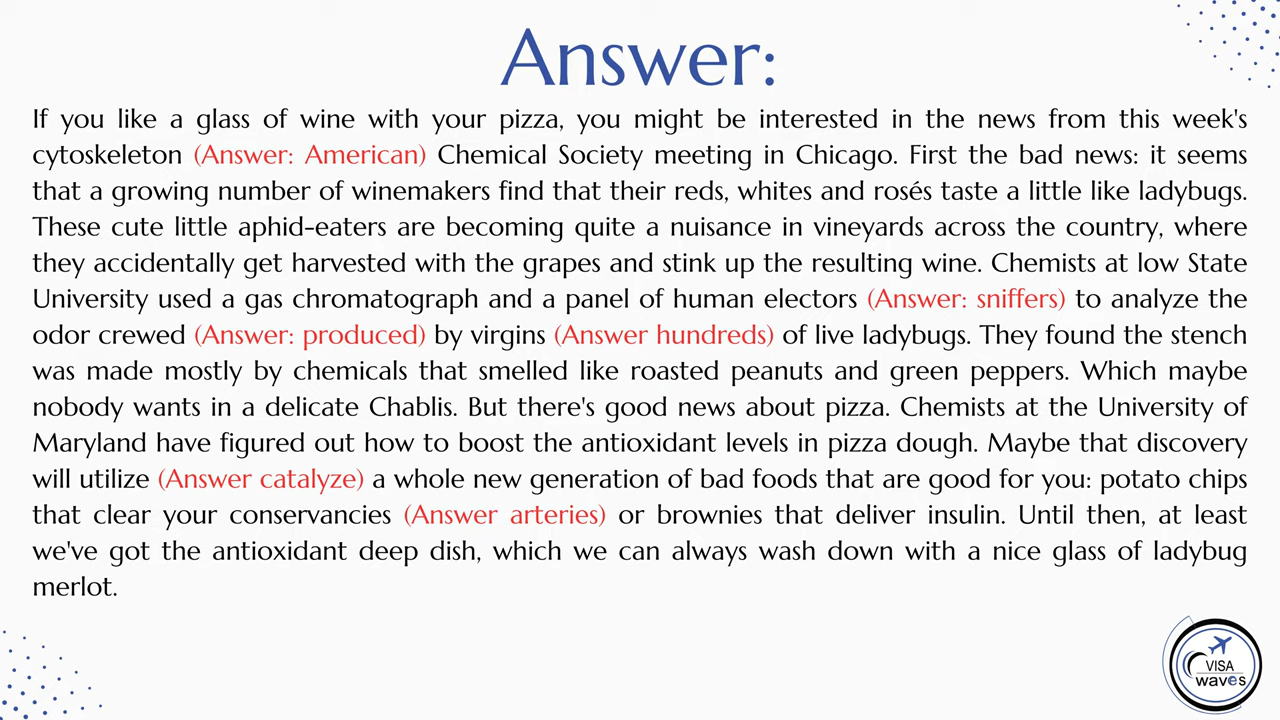 Answer:
If you like a glass of wine with your pizza, you might be interested in the news from this week's
cytoskeleton (Answer: American) Chemical Society meeting in Chicago. First the bad news: it seems
that a growing number of winemakers find that their reds, whites and rosés taste a little like ladybugs.
These cute little aphid-eaters are becoming quite a nuisance in vineyards across the country, where
they accidentally get harvested with the grapes and stink up the resulting wine. Chemists at low State
University used a gas chromatograph and a panel of human electors (Answer: sniffers) to analyze the
odor crewed (Answer: produced) by virgins (Answer hundreds) of live ladybugs. They found the stench
was made mostly by chemicals that smelled like roasted peanuts and green peppers. Which maybe
nobody wants in a delicate Chablis. But there's good news about pizza. Chemists at the University of
Maryland have figured out how to boost the antioxidant levels in pizza dough. Maybe that discovery
will utilize (Answer catalyze) a whole new generation of bad foods that are good for you: potato chips
that clear your conservancies (Answer arteries) or brownies that deliver insulin. Until then, at least
we've got the antioxidant deep dish, which we can always wash down with a nice glass of ladybug
merlot.
VISA
waves